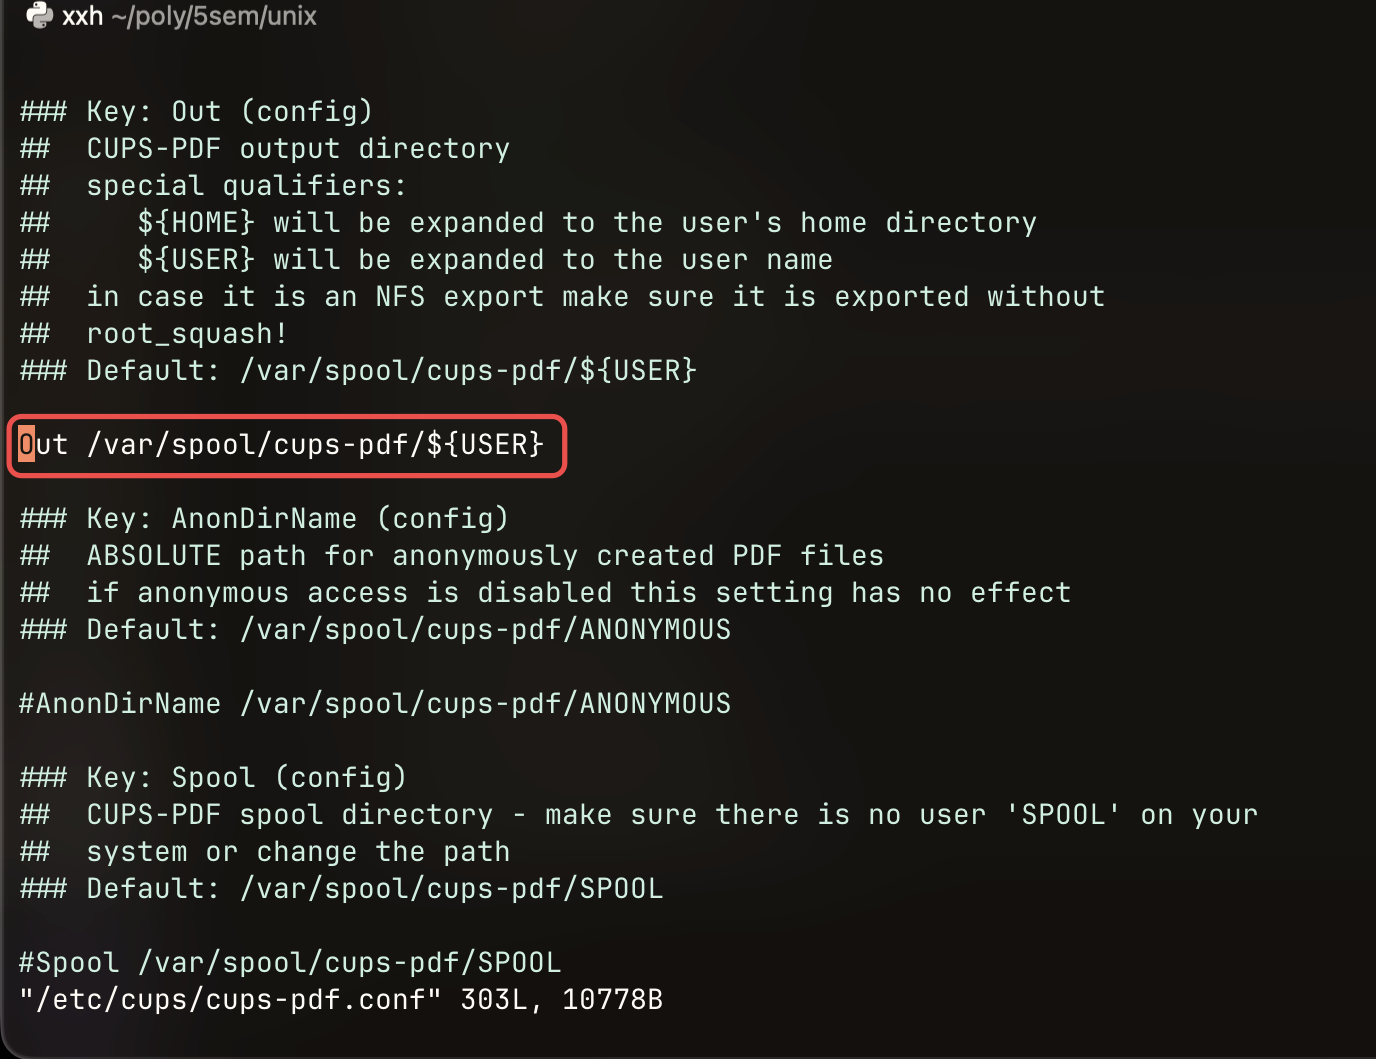 xxh ~/poly/5sem/unix
### Key: Out (config)
##  CUPS-PDF output directory
##  special qualifiers:
##     ${HOME} will be expanded to the user's home directory
##     ${USER} will be expanded to the user name
##  in case it is an NFS export make sure it is exported without
##  root_squash!
### Default: /var/spool/cups-pdf/${USER}
Out /var/spool/cups-pdf/${USER}
### Key: AnonDirName (config)
##  ABSOLUTE path for anonymously created PDF files
##  if anonymous access is disabled this setting has no effect
### Default: /var/spool/cups-pdf/ANONYMOUS
#AnonDirName /var/spool/cups-pdf/ANONYMOUS
### Key: Spool (config)
##  CUPS-PDF spool directory - make sure there is no user 'SPOOL' on your
##  system or change the path
### Default: /var/spool/cups-pdf/SPOOL
#Spool /var/spool/cups-pdf/SPOOL
"/etc/cups/cups-pdf.conf" 303L, 10778B